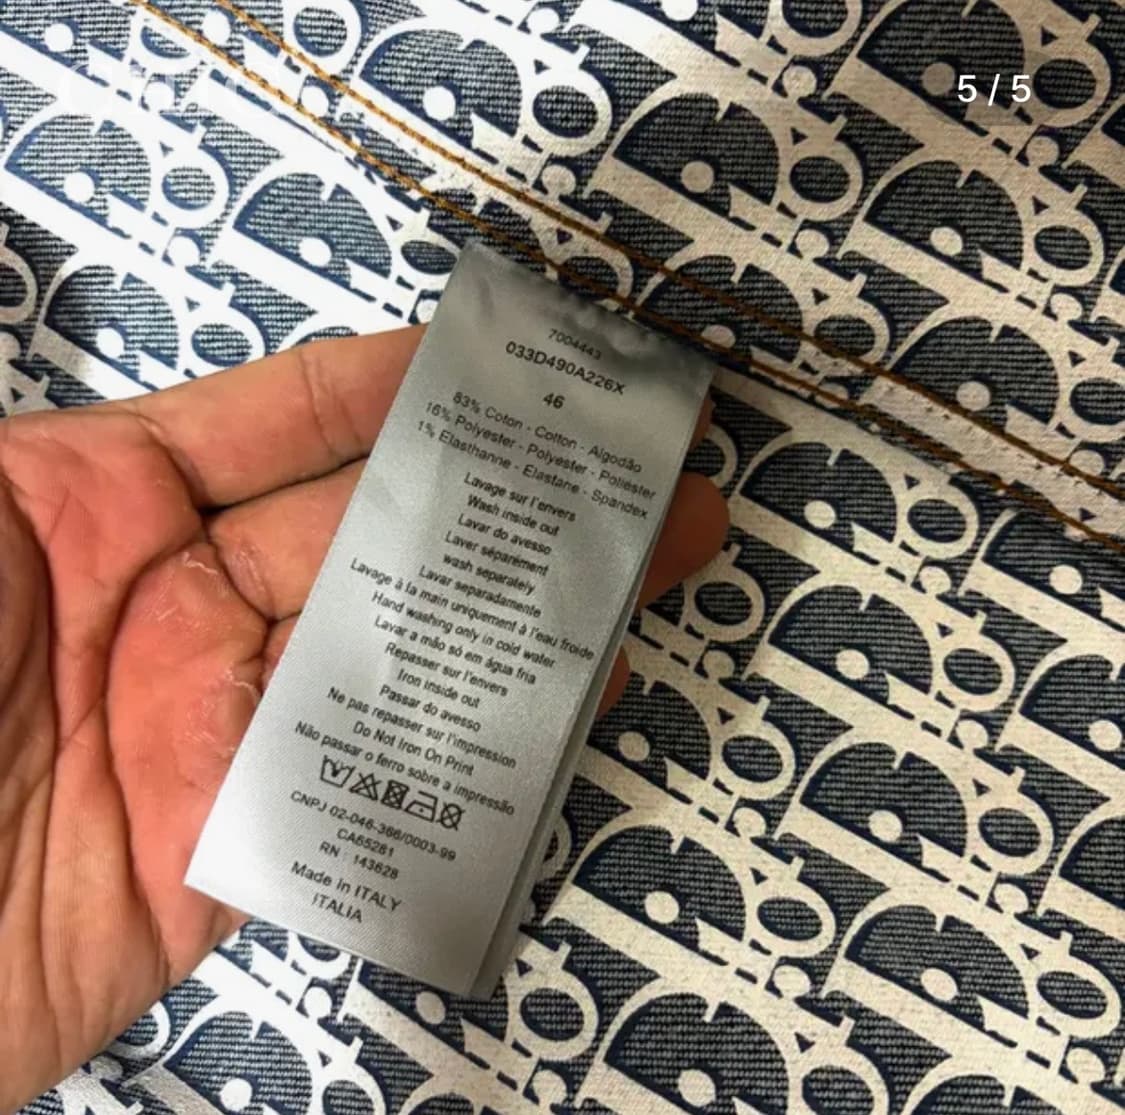 5 / 5
7004443
033D490A226X
46
83% Coton - Cotton - Algodão
16% Polyester - Polyester - Poliester
1% Elasthanne - Elastane - Spandex
Lavage sur l'envers
Wash inside out
Lavar do avesso
Laver séparément
wash separately
Lavar separadamente
Lavage à la main uniquement à l'eau froide
Hand washing only in cold water
Lavar a mão só em água fria
Repasser sur l'envers
Iron inside out
Passar do avesso
Ne pas repasser sur l'impression
Do Not Iron On Print
Não passar o ferro sobre a impressão
CNPJ 02-046-366/0003-99
CA65281
RN : 143628
Made in ITALY
ITALIA
Dior